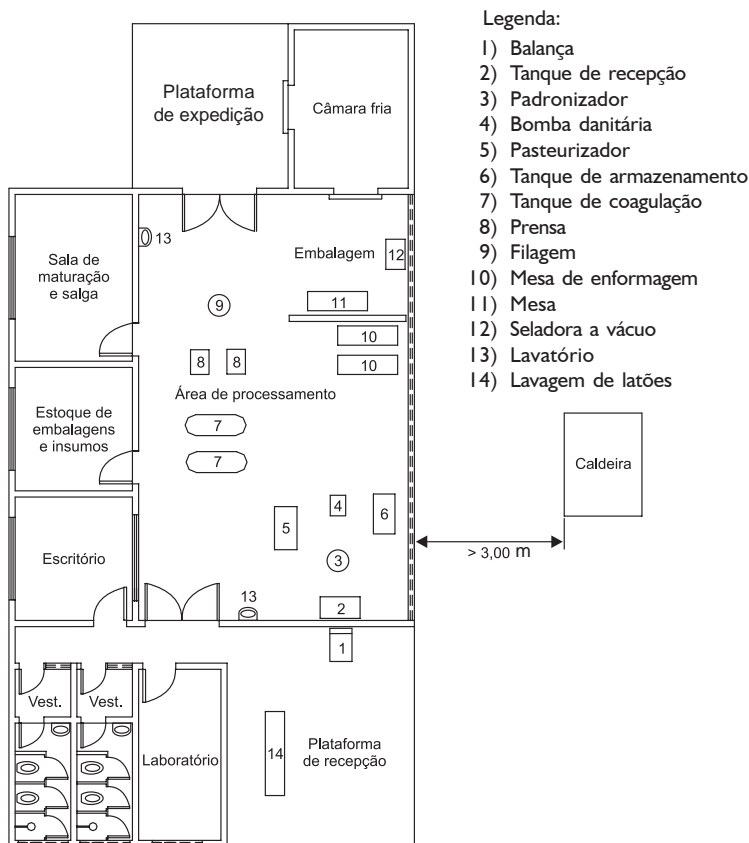 Legenda:
1) Balança
2) Tanque de recepção
3) Padronizador
4) Bomba danitária
5) Pasteurizador
6) Tanque de armazenamento
7) Tanque de coagulação
8) Prensa
9) Filagem
10) Mesa de enformagem
11) Mesa
12) Seladora a vácuo
13) Lavatório
14) Lavagem de latões
Plataforma
de expedição
Câmara fria
Sala de
maturação
e salga
13
Embalagem
12
9
11
10
8
8
10
Área de processamento
Estoque de
embalagens
e insumos
7
7
Caldeira
4
6
5
Escritório
> 3,00 m
3
13
2
1
Vest.
Vest.
Laboratório
14
Plataforma
de recepção